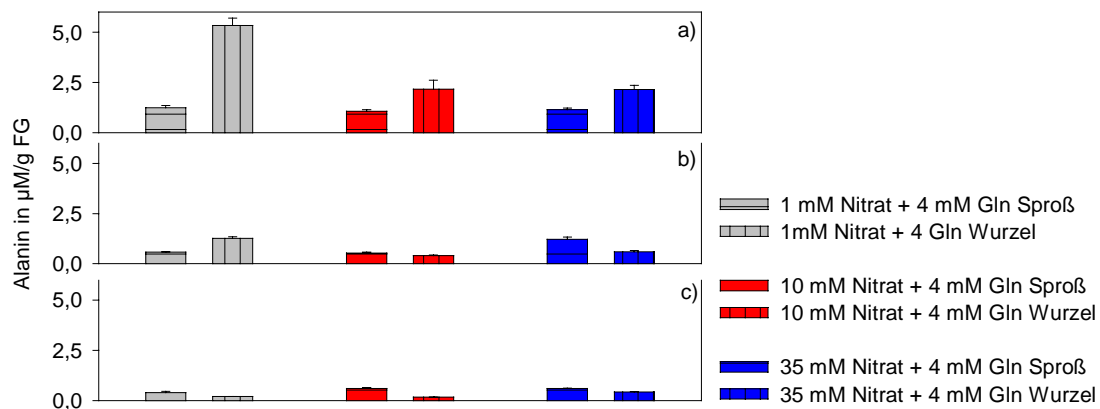 Alanin in µM/g FG
5,0
2,5
0,0
a)
5,0
2,5
0,0
b)
5,0
2,5
0,0
c)
1 mM Nitrat + 4 mM Gln Sproß
1mM Nitrat + 4 Gln Wurzel
10 mM Nitrat + 4 mM Gln Sproß
10 mM Nitrat + 4 mM Gln Wurzel
35 mM Nitrat + 4 mM Gln Sproß
35 mM Nitrat + 4 mM Gln Wurzel